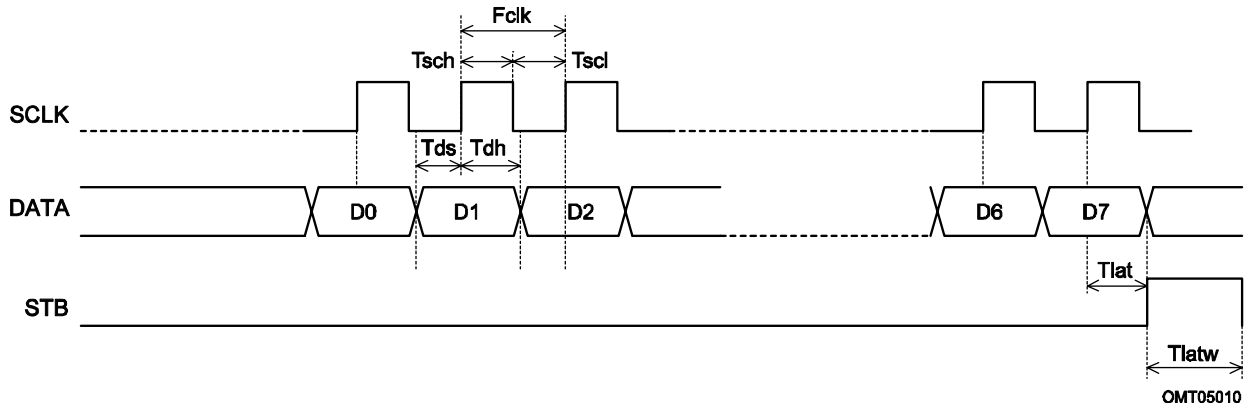 Fclk
Tsch Tscl
SCLK
Tds Tdh
DATA D0 D1 D2 D6 D7
Tlat
STB
Tlatw
OMT05010